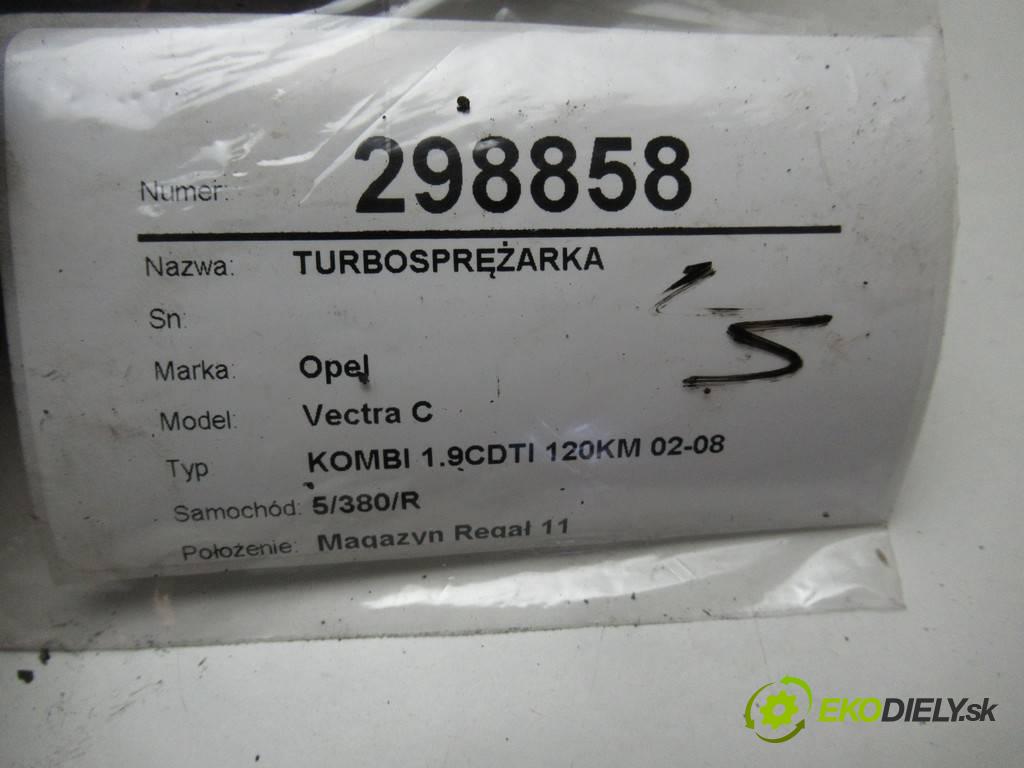 Numer: 298858
Nazwa: TURBOSPRĘŻARKA
Sn:
Marka: Opel
Model: Vectra C
Typ KOMBI 1.9CDTI 120KM 02-08
Samochód: 5/380/R
Położenie: Magazyn Regał 11
EKODIELY.sk